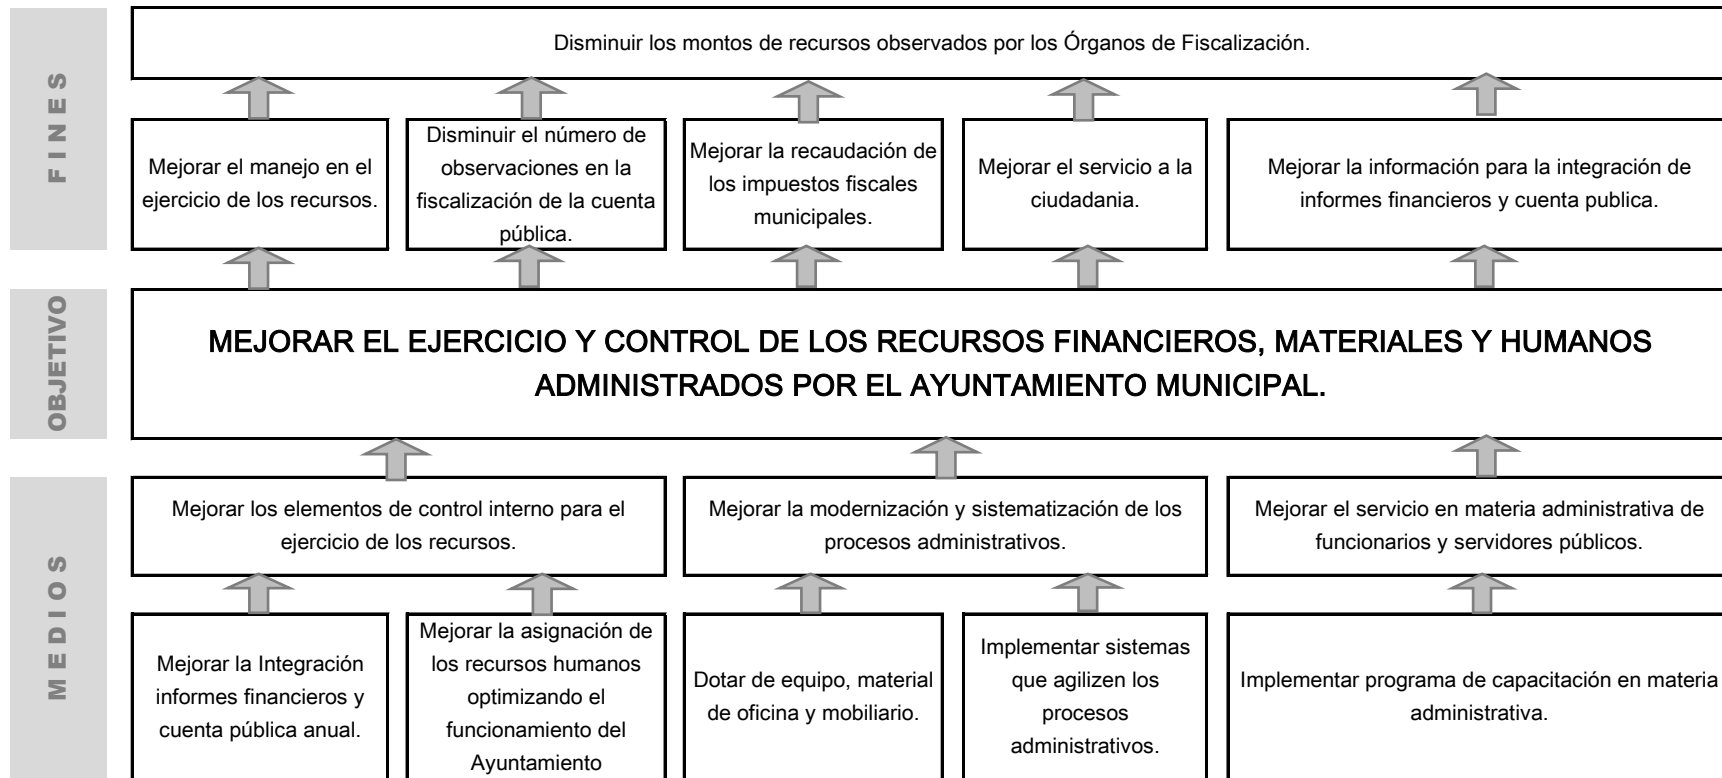 FINES
Disminuir los montos de recursos observados por los Órganos de Fiscalización.
Mejorar el manejo en el
ejercicio de los recursos.
Disminuir el número de
observaciones en la
fiscalización de la cuenta
pública.
Mejorar la recaudación de
los impuestos fiscales
municipales.
Mejorar el servicio a la
ciudadania.
Mejorar la información para la integración de
informes financieros y cuenta publica.
OBJETIVO
MEJORAR EL EJERCICIO Y CONTROL DE LOS RECURSOS FINANCIEROS, MATERIALES Y HUMANOS
ADMINISTRADOS POR EL AYUNTAMIENTO MUNICIPAL.
MEDIOS
Mejorar los elementos de control interno para el
ejercicio de los recursos.
Mejorar la modernización y sistematización de los
procesos administrativos.
Mejorar el servicio en materia administrativa de
funcionarios y servidores públicos.
Mejorar la Integración
informes financieros y
cuenta pública anual.
Mejorar la asignación de
los recursos humanos
optimizando el
funcionamiento del
Ayuntamiento
Dotar de equipo, material
de oficina y mobiliario.
Implementar sistemas
que agilizen los
procesos
administrativos.
Implementar programa de capacitación en materia
administrativa.